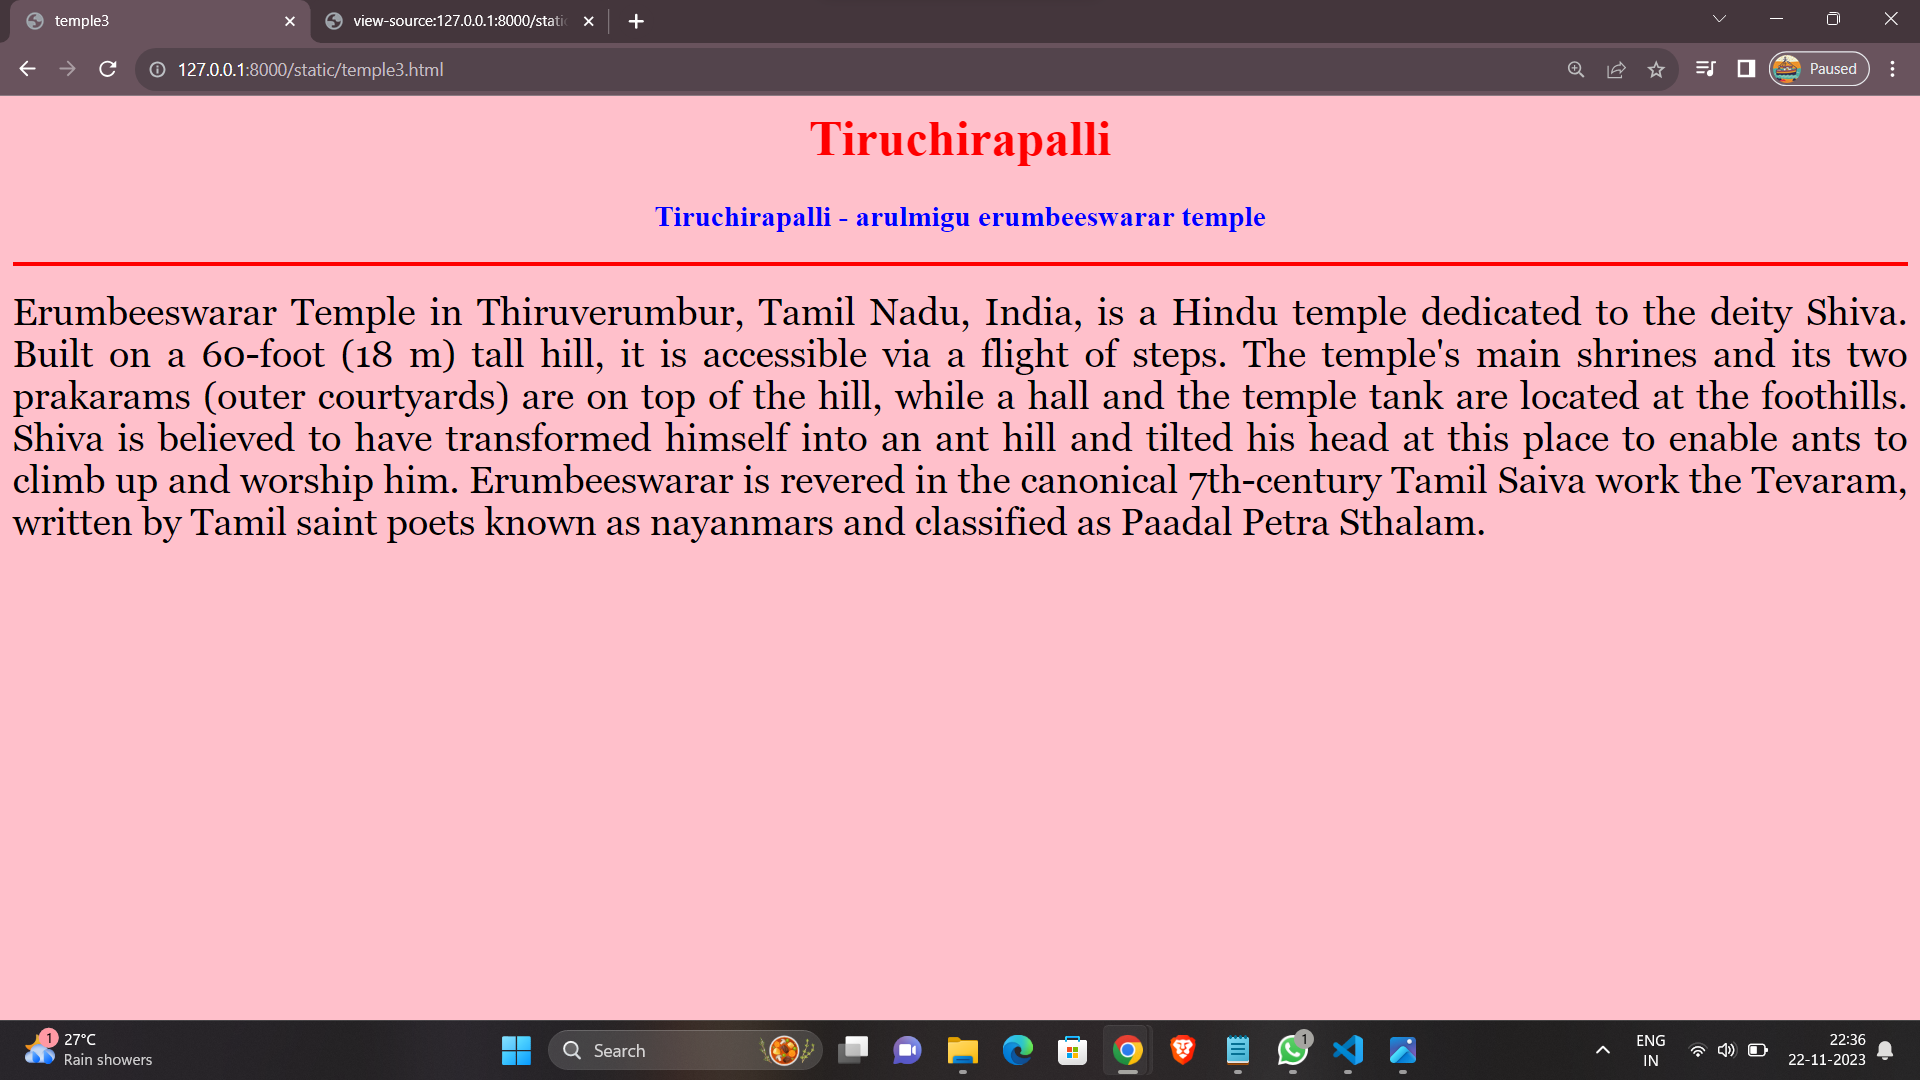 temple3
view-source:127.0.0.1:8000/stati
127.0.0.1:8000/static/temple3.html
Paused
Tiruchirapalli
Tiruchirapalli - arulmigu erumbeeswarar temple
Erumbeeswarar Temple in Thiruverumbur, Tamil Nadu, India, is a Hindu temple dedicated to the deity Shiva.
Built on a 60-foot (18 m) tall hill, it is accessible via a flight of steps. The temple's main shrines and its two
prakarams (outer courtyards) are on top of the hill, while a hall and the temple tank are located at the foothills.
Shiva is believed to have transformed himself into an ant hill and tilted his head at this place to enable ants to
climb up and worship him. Erumbeeswarar is revered in the canonical 7th-century Tamil Saiva work the Tevaram,
written by Tamil saint poets known as nayanmars and classified as Paadal Petra Sthalam.
1
27°C
Rain showers
Search
1
ENG
IN
22:36
22-11-2023